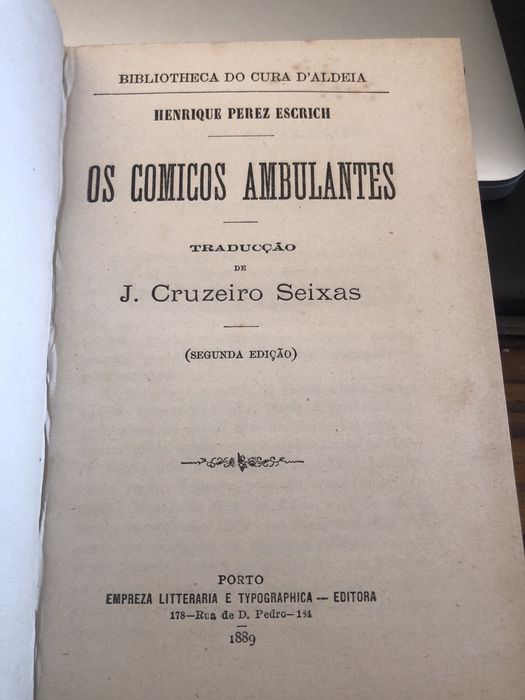 BIBLIOTHECA DO CURA D'ALDEIA
HENRIQUE PEREZ ESCRICH
OS COMICOS AMBULANTES
TRADUCÇÃO
DE
J. Cruzeiro Seixas
(SEGUNDA EDIÇÃO)
PORTO
EMPREZA LITTERARIA E TYPOGRAPHICA — EDITORA
178—Rua de D. Pedro—184
1889